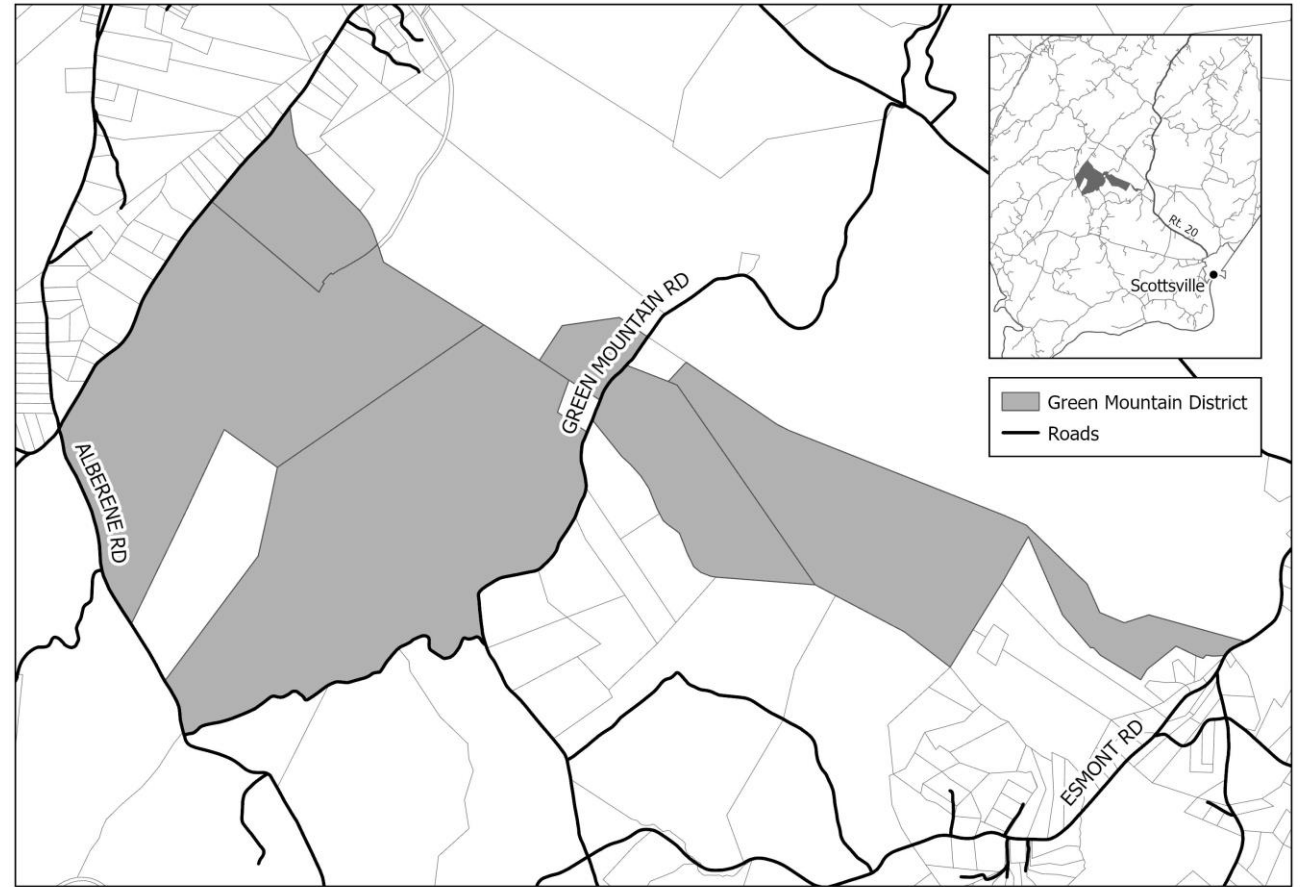 Rt. 20
Scottsville
Green Mountain District
Roads
GREEN MOUNTAIN RD
ALBERENE RD
ESMONT RD